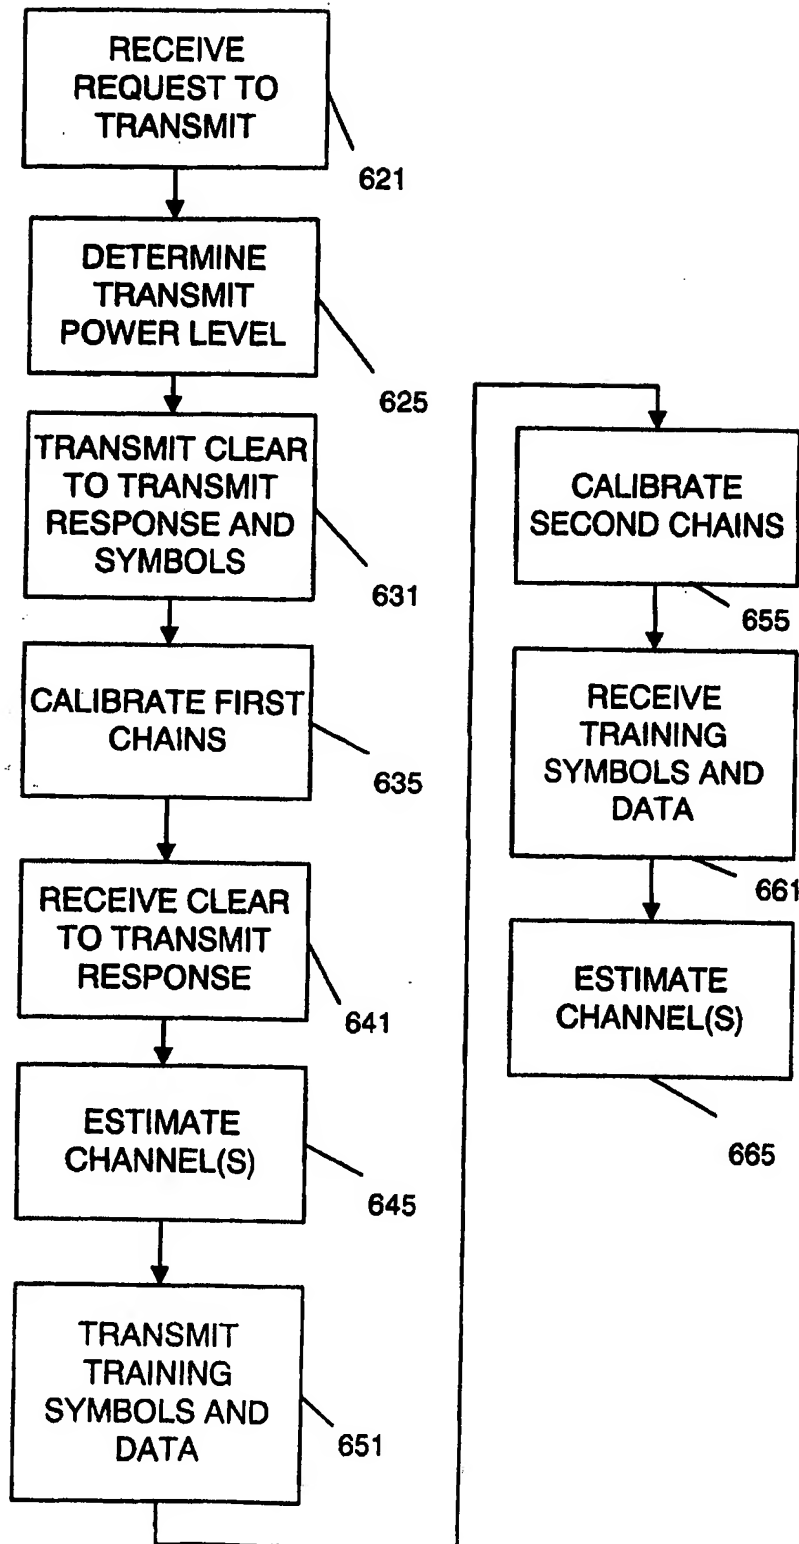 RECEIVE
REQUEST TO
TRANSMIT
621
DETERMINE
TRANSMIT
POWER LEVEL
625
TRANSMIT CLEAR
TO TRANSMIT
RESPONSE AND
SYMBOLS
631
CALIBRATE FIRST
CHAINS
635
RECEIVE CLEAR
TO TRANSMIT
RESPONSE
641
ESTIMATE
CHANNEL(S)
645
TRANSMIT
TRAINING
SYMBOLS AND
DATA
651
CALIBRATE
SECOND CHAINS
655
RECEIVE
TRAINING
SYMBOLS AND
DATA
661
ESTIMATE
CHANNEL(S)
665